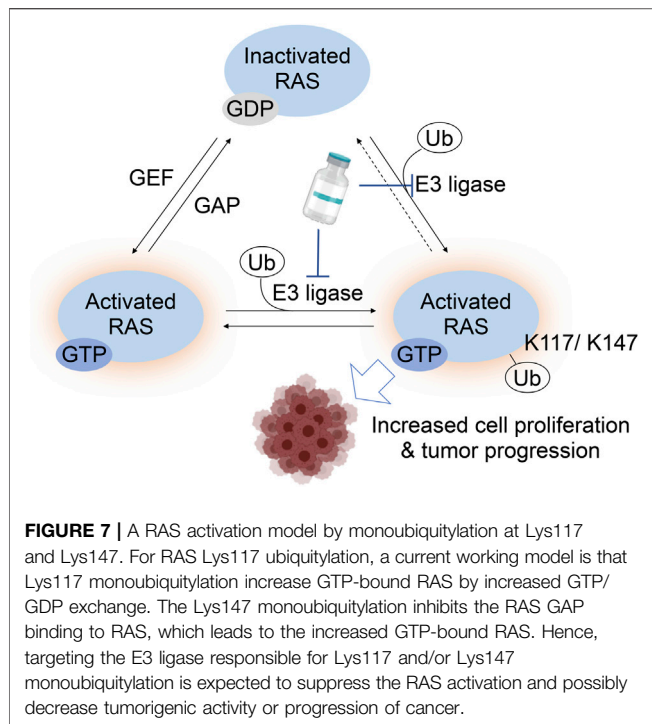 Inactivated
RAS
GDP
Ub
GEF
E3 ligase
GAP
Ub
Activated
RAS
E3 ligase
Activated
RAS
GTP
GTP
K117/ K147
Ub
Increased cell proliferation
& tumor progression
FIGURE 7 | A RAS activation model by monoubiquitylation at Lys117
and Lys147. For RAS Lys117 ubiquitylation, a current working model is that
Lys117 monoubiquitylation increase GTP-bound RAS by increased GTP/
GDP exchange. The Lys147 monoubiquitylation inhibits the RAS GAP
binding to RAS, which leads to the increased GTP-bound RAS. Hence,
targeting the E3 ligase responsible for Lys117 and/or Lys147
monoubiquitylation is expected to suppress the RAS activation and possibly
decrease tumorigenic activity or progression of cancer.